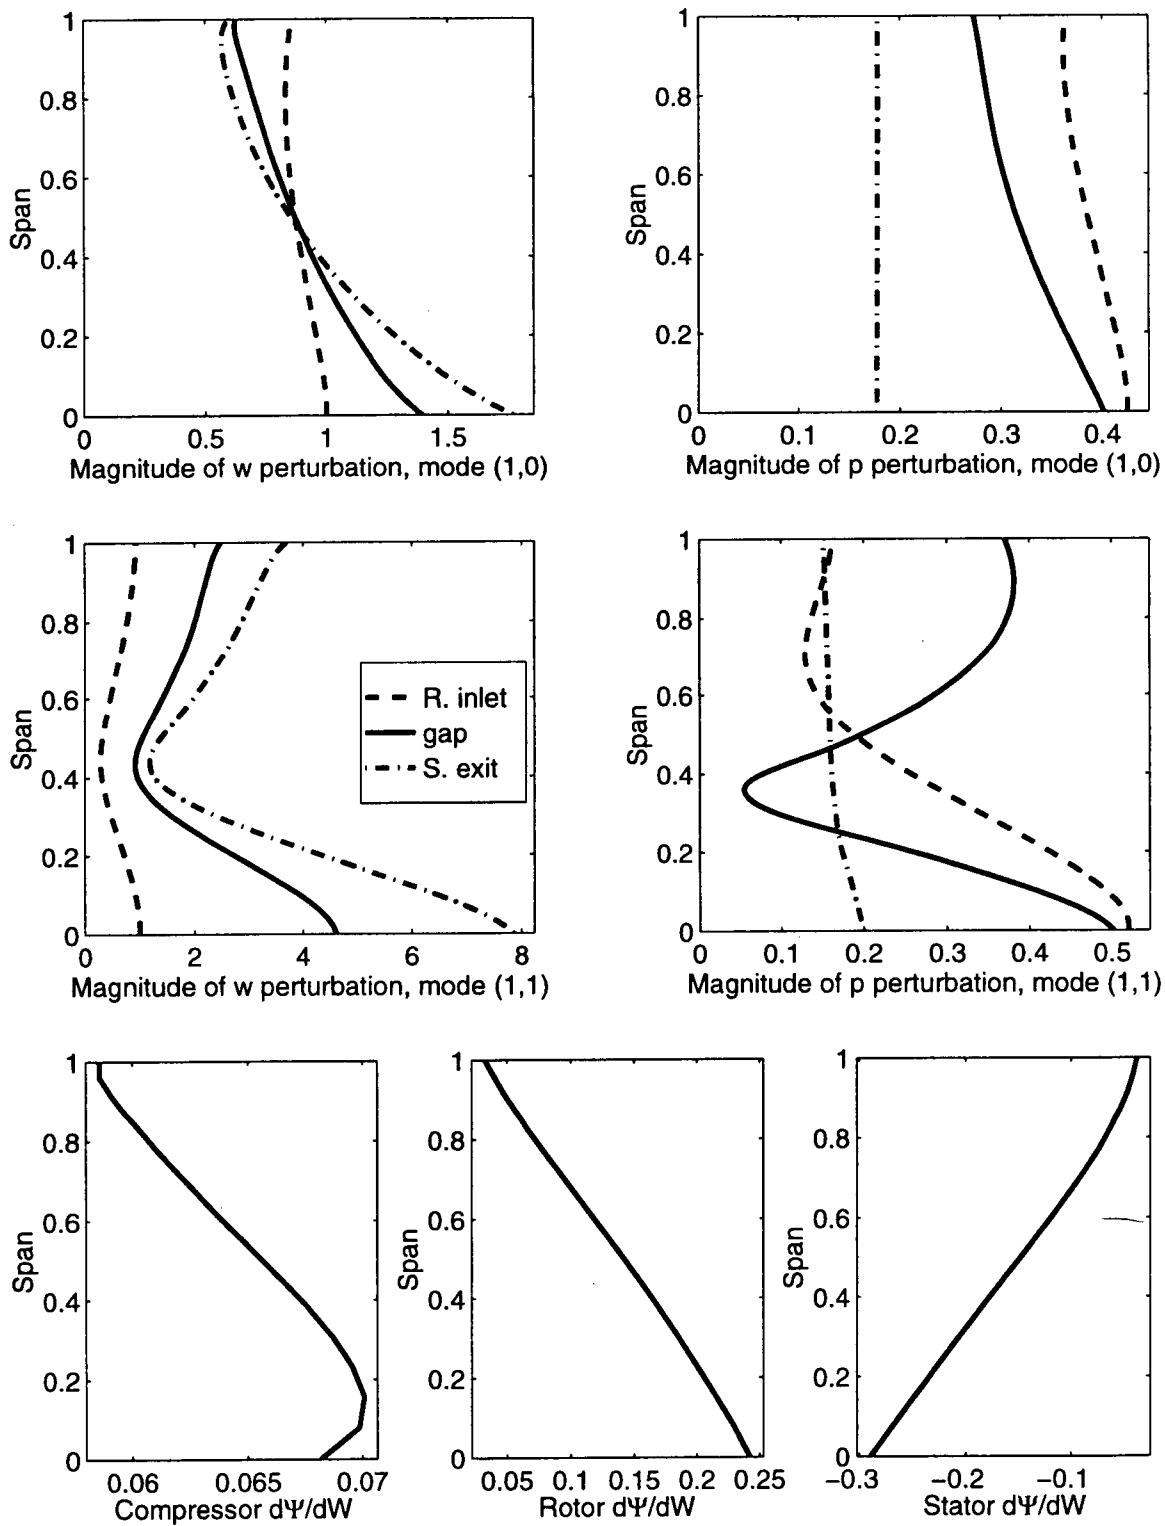 1
0.8
0.6
0.4
0.2
0
Span
0 0.5 1 1.5
Magnitude of w perturbation, mode (1,0)
1
0.8
0.6
0.4
0.2
0
Span
0 0.1 0.2 0.3 0.4
Magnitude of p perturbation, mode (1,0)
1
0.8
0.6
0.4
0.2
0
Span
R. inlet
gap
S. exit
0 2 4 6 8
Magnitude of w perturbation, mode (1,1)
1
0.8
0.6
0.4
0.2
0
Span
0 0.1 0.2 0.3 0.4 0.5
Magnitude of p perturbation, mode (1,1)
1
0.8
0.6
0.4
0.2
0
Span
0.06 0.065 0.07
Compressor dΨ/dW
1
0.8
0.6
0.4
0.2
0
Span
0.05 0.1 0.15 0.2 0.25
Rotor dΨ/dW
1
0.8
0.6
0.4
0.2
0
Span
−0.3 −0.2 −0.1
Stator dΨ/dW